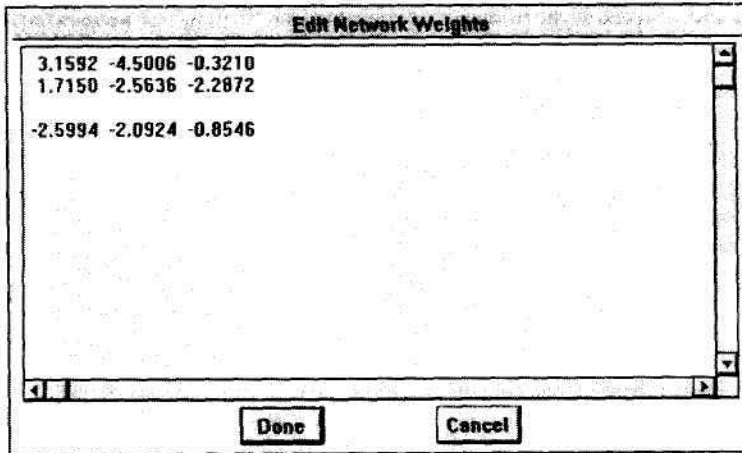 Edit Network Weights
3.1592 -4.5006 -0.3210
1.7150 -2.5636 -2.2872
-2.5994 -2.0924 -0.8546
Done
Cancel